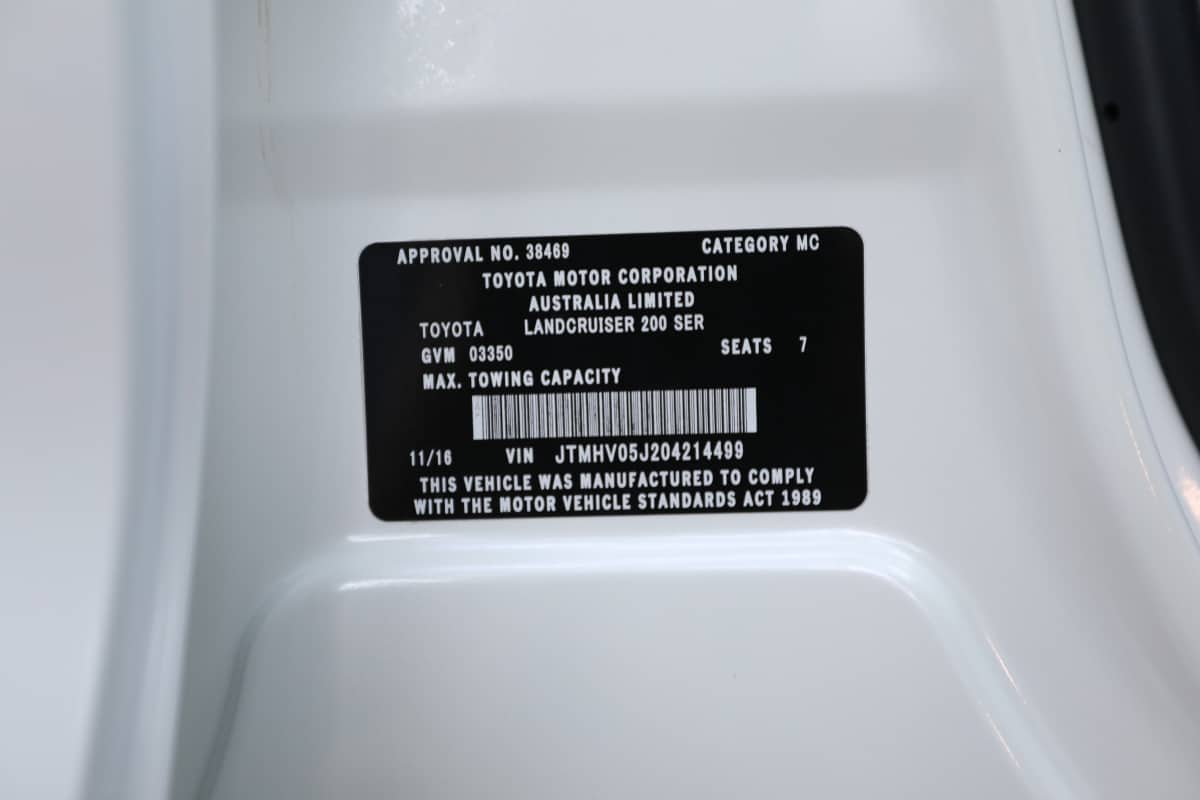 APPROVAL NO. 38469 CATEGORY MC
TOYOTA MOTOR CORPORATION
AUSTRALIA LIMITED
TOYOTA LANDCRUISER 200 SER
GVM 03350 SEATS 7
MAX. TOWING CAPACITY
11/16 VIN JTMHV05J204214499
THIS VEHICLE WAS MANUFACTURED TO COMPLY
WITH THE MOTOR VEHICLE STANDARDS ACT 1989